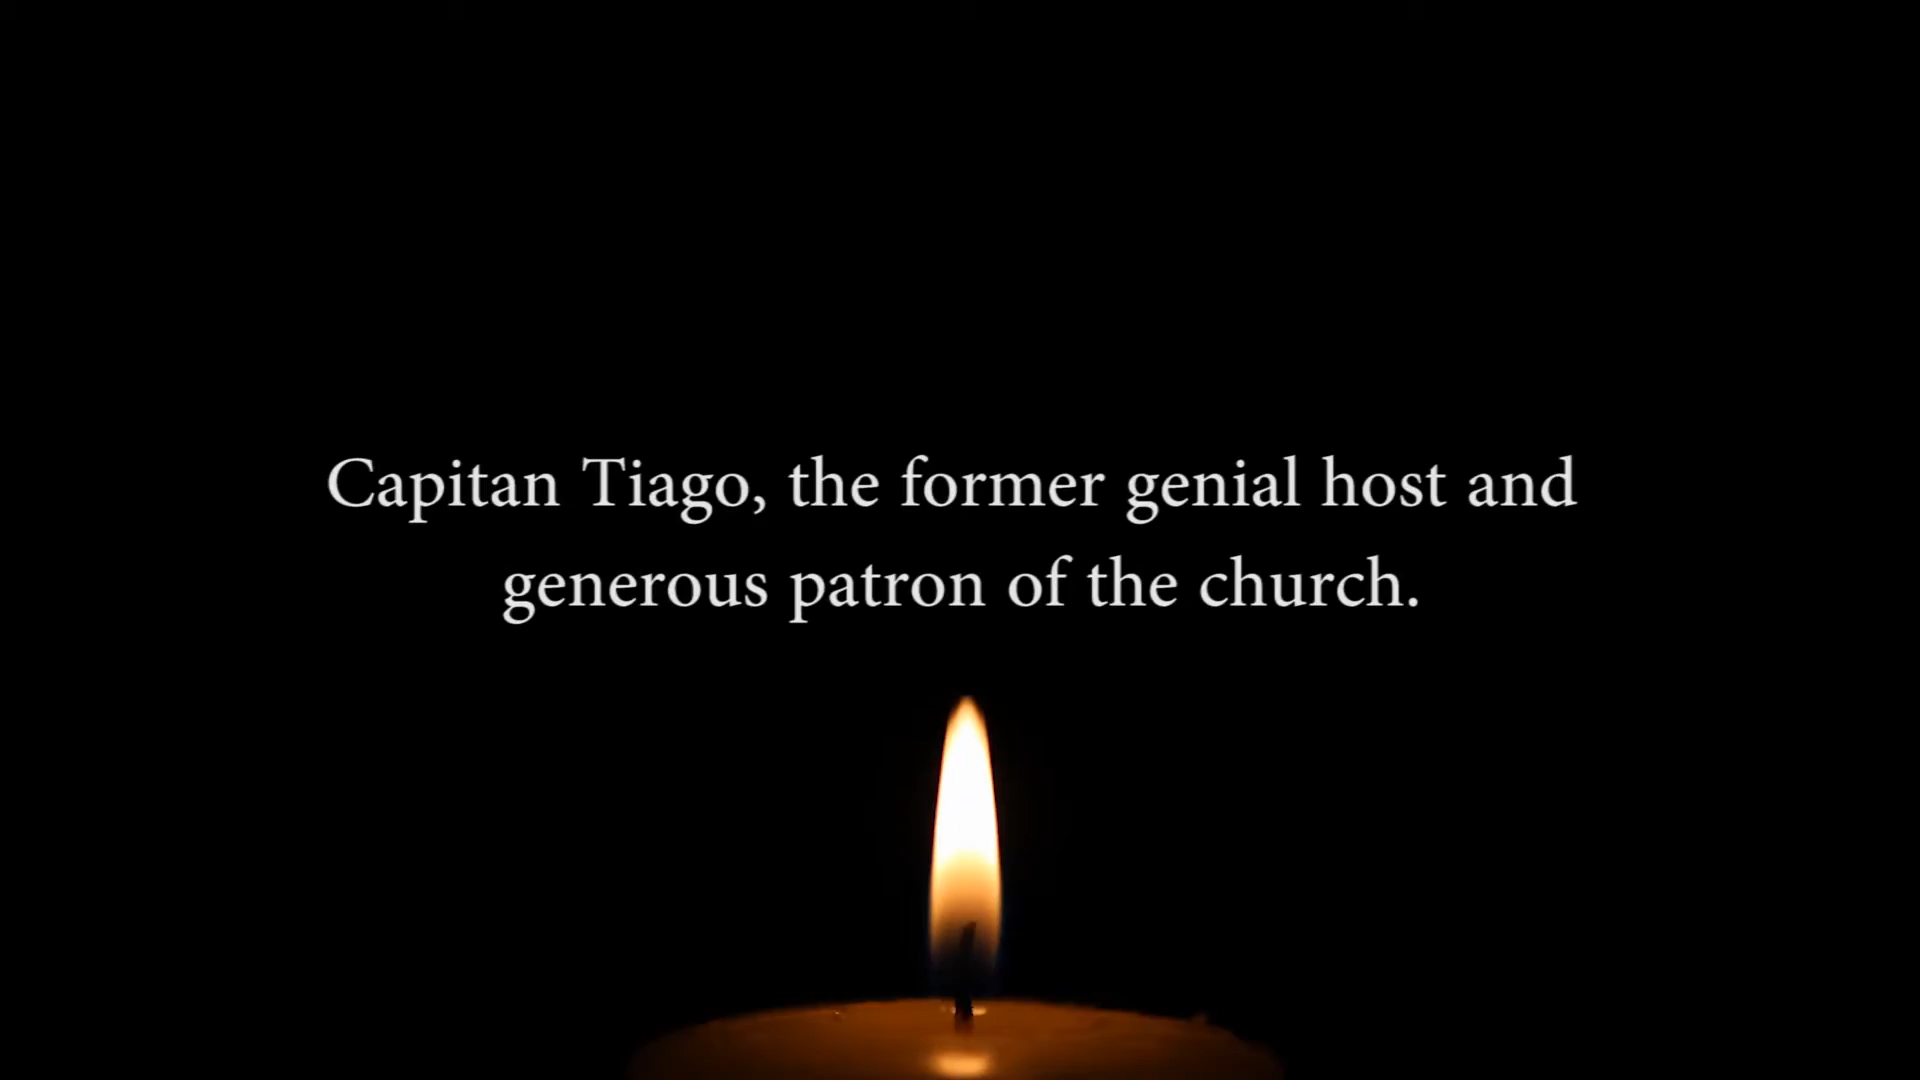 Capitan Tiago, the former genial host and
generous patron of the church.